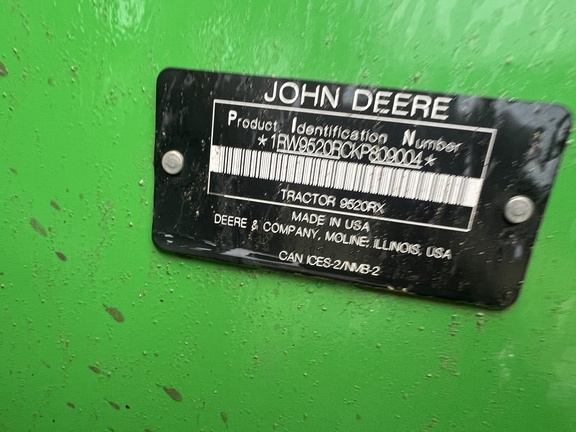 JOHN DEERE
Product Identification Number
*1RW9520RCKP809004*
TRACTOR 9520RX
MADE IN USA
DEERE & COMPANY, MOLINE, ILLINOIS, USA
CAN ICES-2/NMB-2